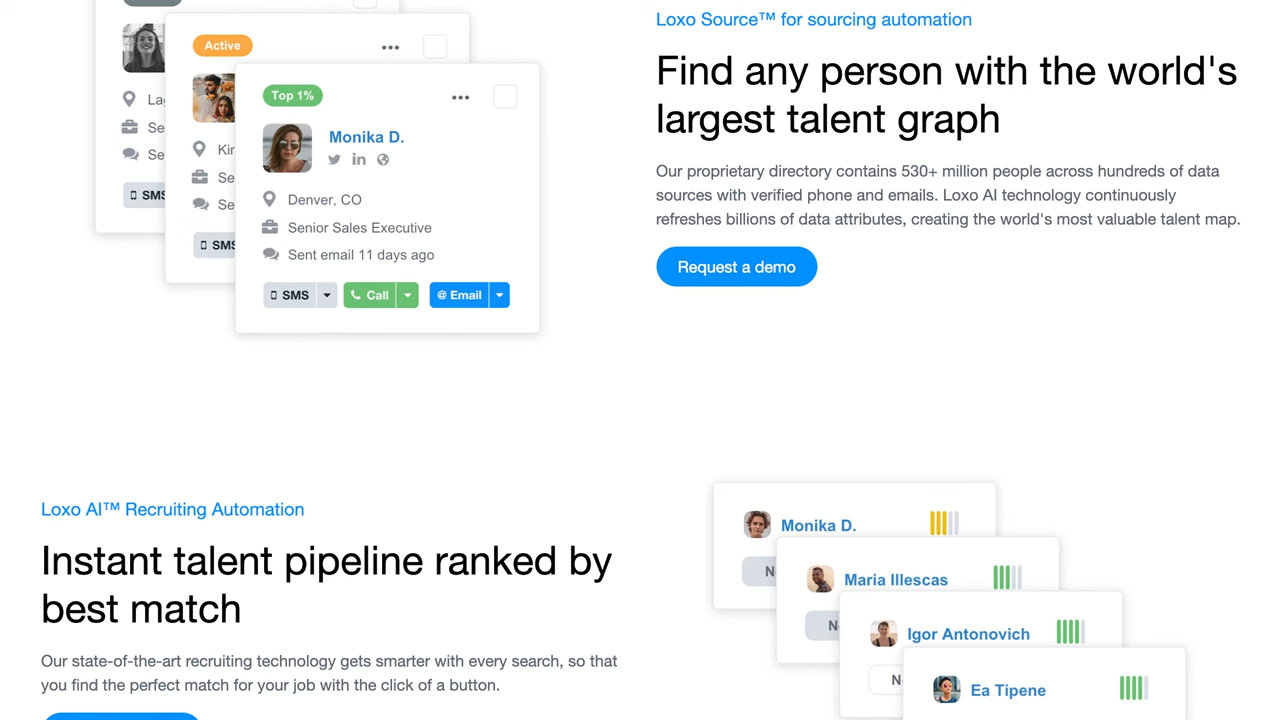 Active
Top 1%
Monika D.
Denver, CO
Senior Sales Executive
Sent email 11 days ago
SMS
Call
@ Email
Loxo Source™ for sourcing automation
Find any person with the world's
largest talent graph
Our proprietary directory contains 530+ million people across hundreds of data
sources with verified phone and emails. Loxo AI technology continuously
refreshes billions of data attributes, creating the world's most valuable talent map.
Request a demo
Loxo AI™ Recruiting Automation
Instant talent pipeline ranked by
best match
Our state-of-the-art recruiting technology gets smarter with every search, so that
you find the perfect match for your job with the click of a button.
Monika D.
Maria Illescas
Igor Antonovich
Ea Tipene